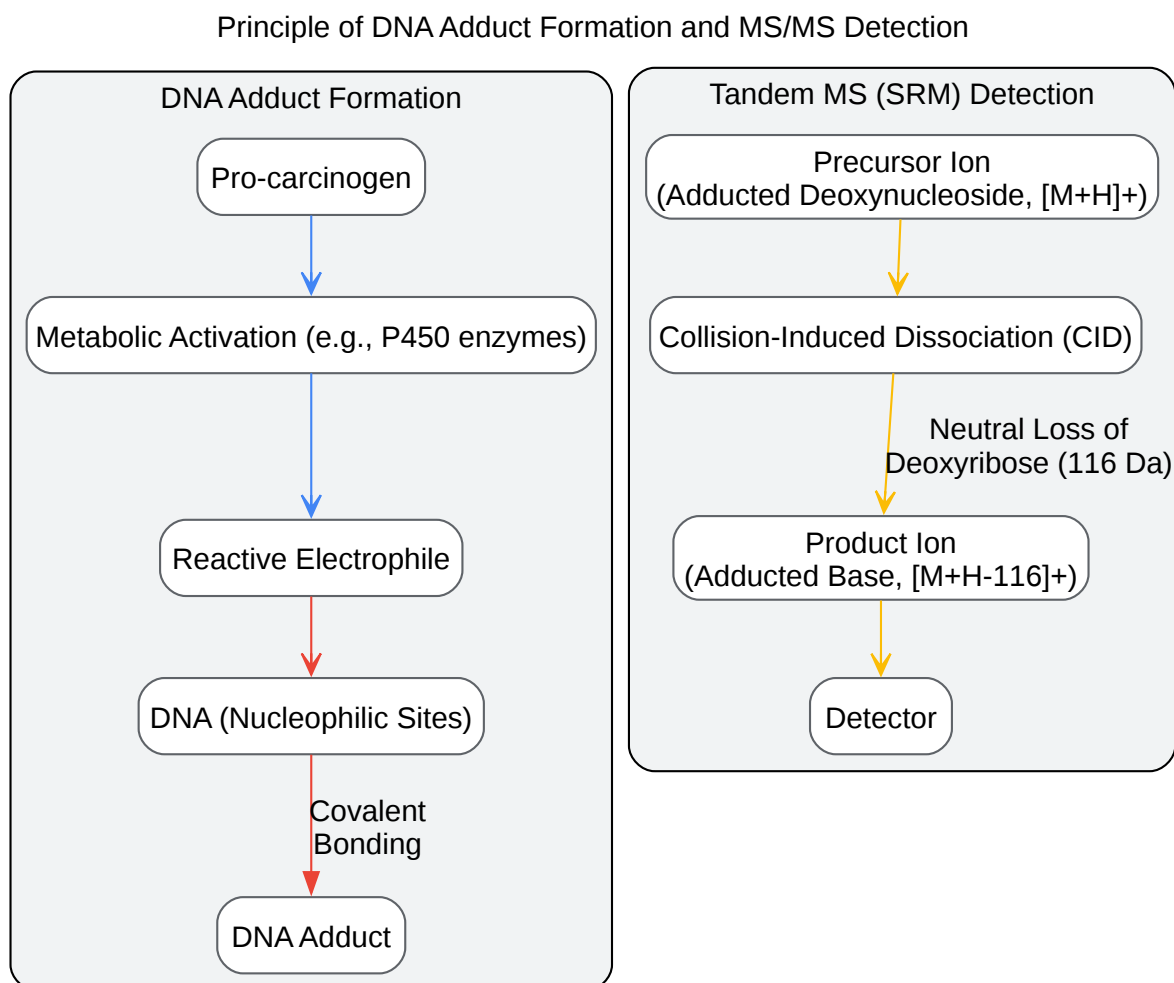 Principle of DNA Adduct Formation and MS/MS Detection
DNA Adduct Formation
Pro-carcinogen
Metabolic Activation (e.g., P450 enzymes)
Reactive Electrophile
DNA (Nucleophilic Sites)
Covalent
Bonding
DNA Adduct
Tandem MS (SRM) Detection
Precursor Ion
(Adducted Deoxynucleoside, [M+H]+)
Collision-Induced Dissociation (CID)
Neutral Loss of
Deoxyribose (116 Da)
Product Ion
(Adducted Base, [M+H-116]+)
Detector